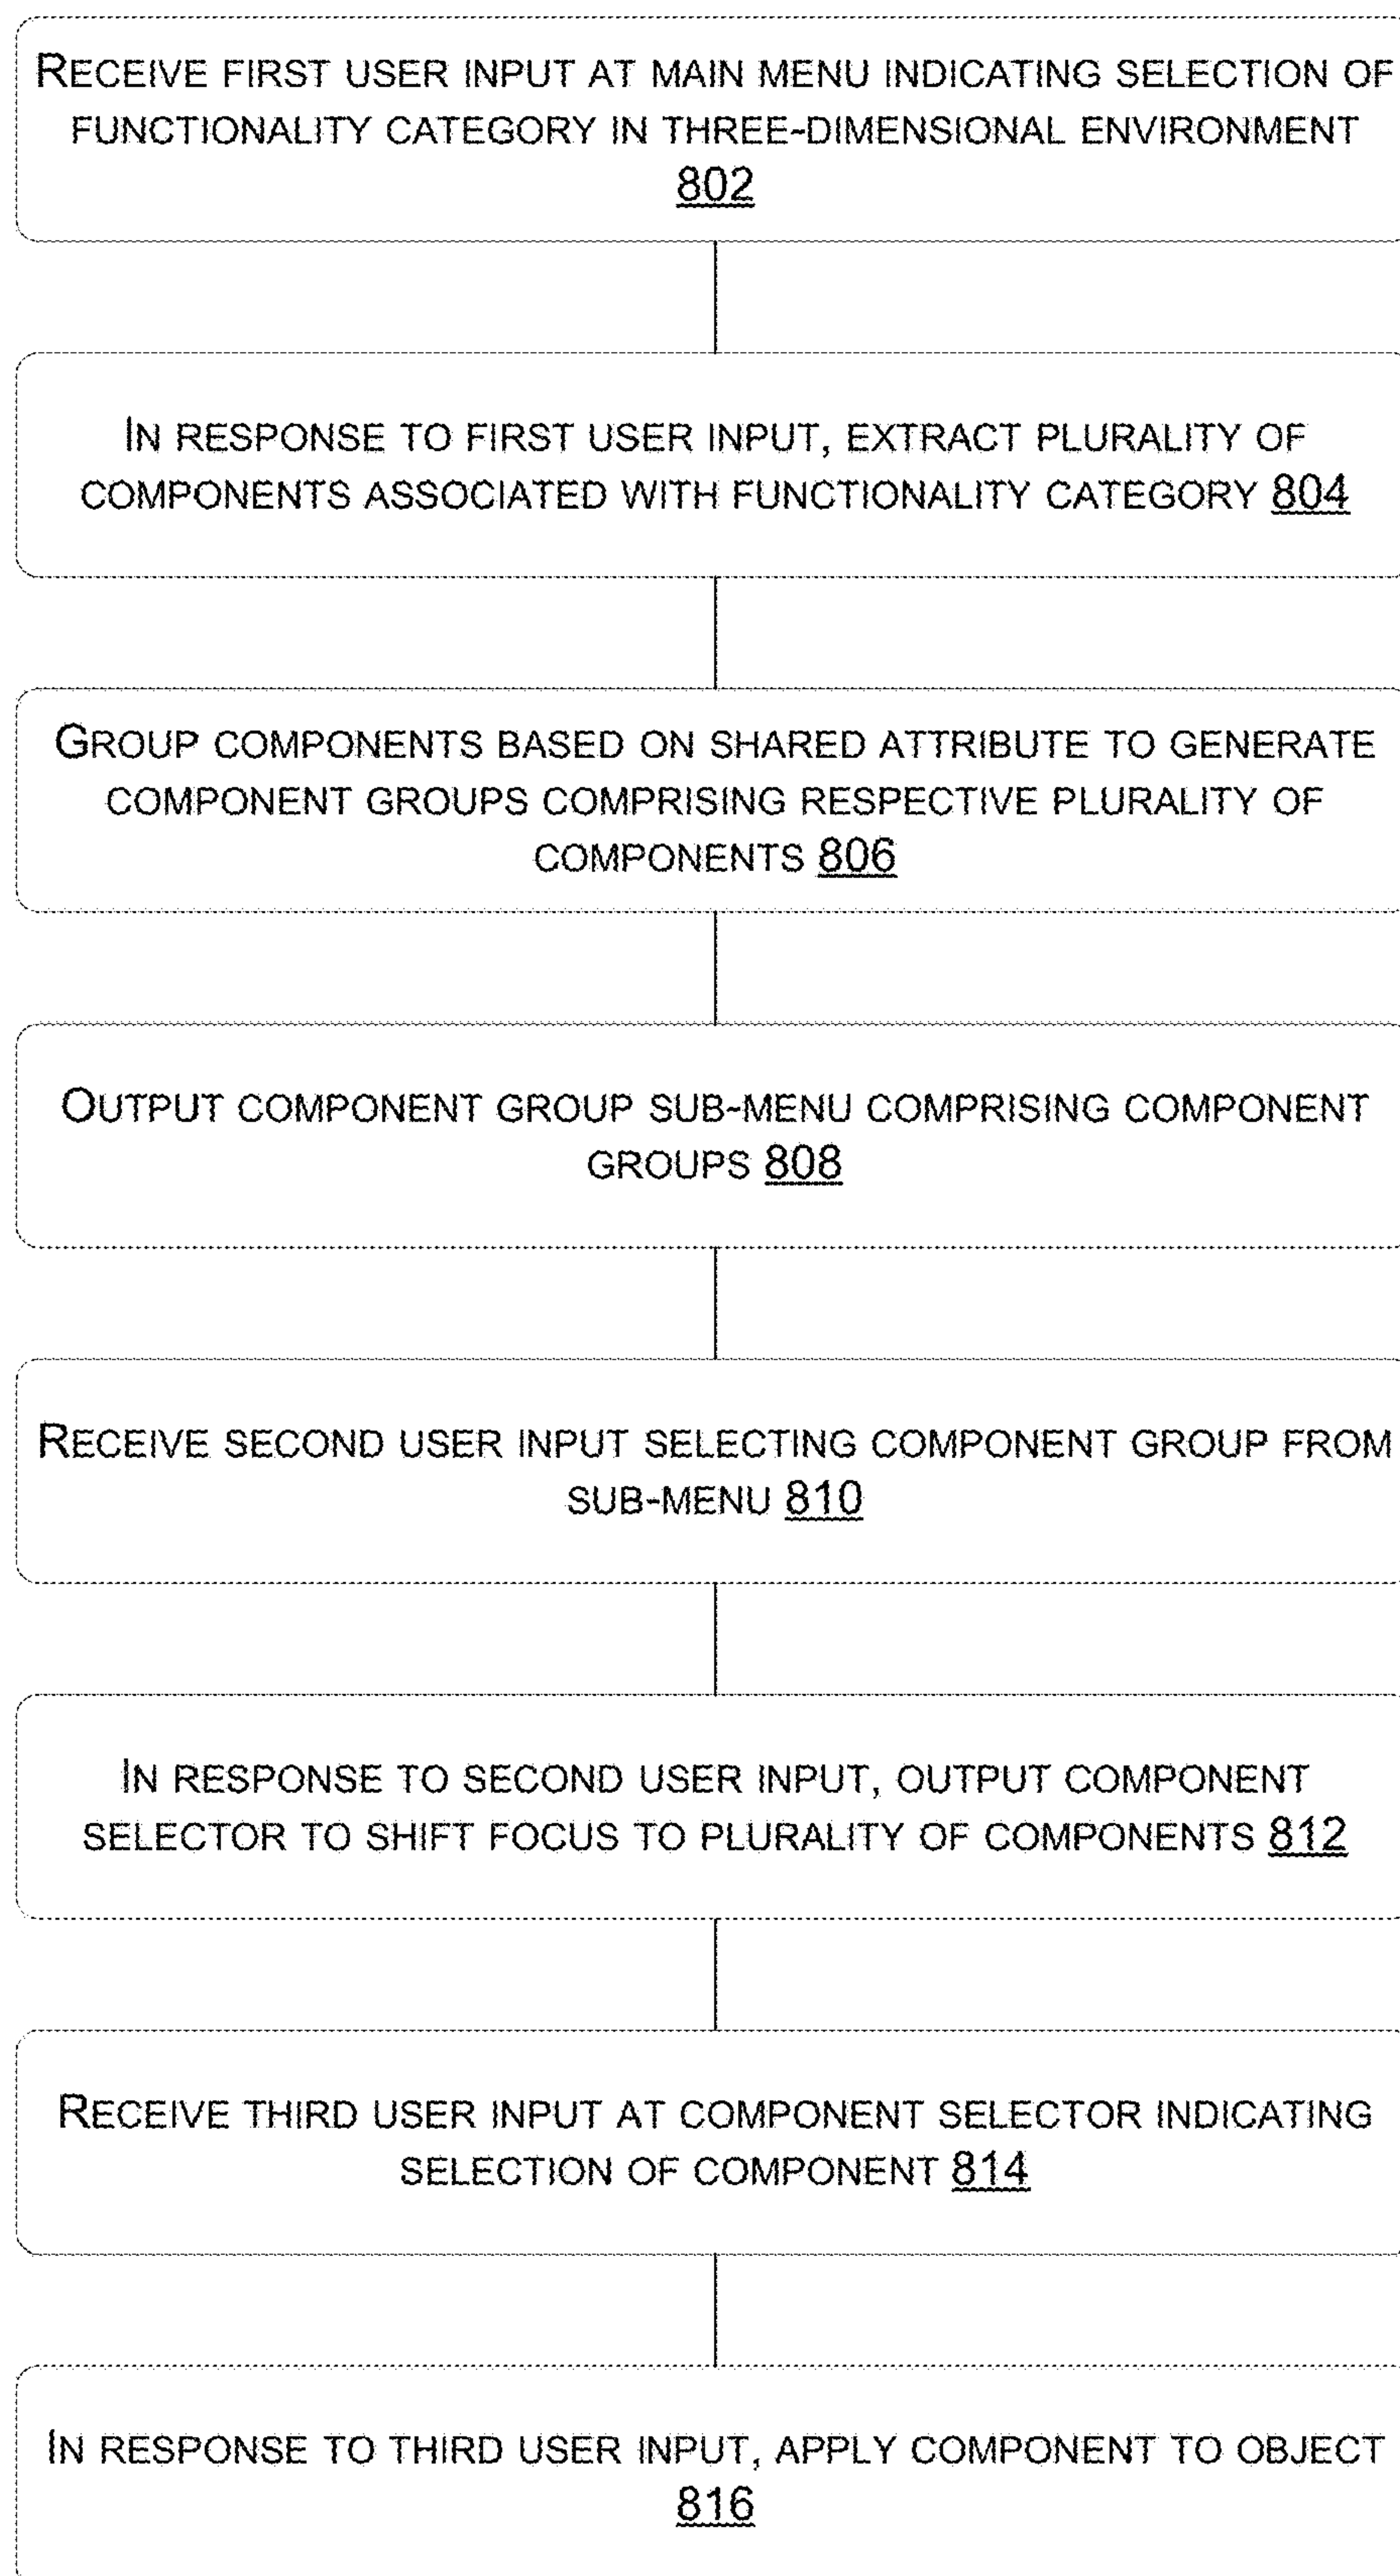 RECEIVE FIRST USER INPUT AT MAIN MENU INDICATING SELECTION OF
FUNCTIONALITY CATEGORY IN THREE-DIMENSIONAL ENVIRONMENT
802
IN RESPONSE TO FIRST USER INPUT, EXTRACT PLURALITY OF
COMPONENTS ASSOCIATED WITH FUNCTIONALITY CATEGORY 804
GROUP COMPONENTS BASED ON SHARED ATTRIBUTE TO GENERATE
COMPONENT GROUPS COMPRISING RESPECTIVE PLURALITY OF
COMPONENTS 806
OUTPUT COMPONENT GROUP SUB-MENU COMPRISING COMPONENT
GROUPS 808
RECEIVE SECOND USER INPUT SELECTING COMPONENT GROUP FROM
SUB-MENU 810
IN RESPONSE TO SECOND USER INPUT, OUTPUT COMPONENT
SELECTOR TO SHIFT FOCUS TO PLURALITY OF COMPONENTS 812
RECEIVE THIRD USER INPUT AT COMPONENT SELECTOR INDICATING
SELECTION OF COMPONENT 814
IN RESPONSE TO THIRD USER INPUT, APPLY COMPONENT TO OBJECT
816